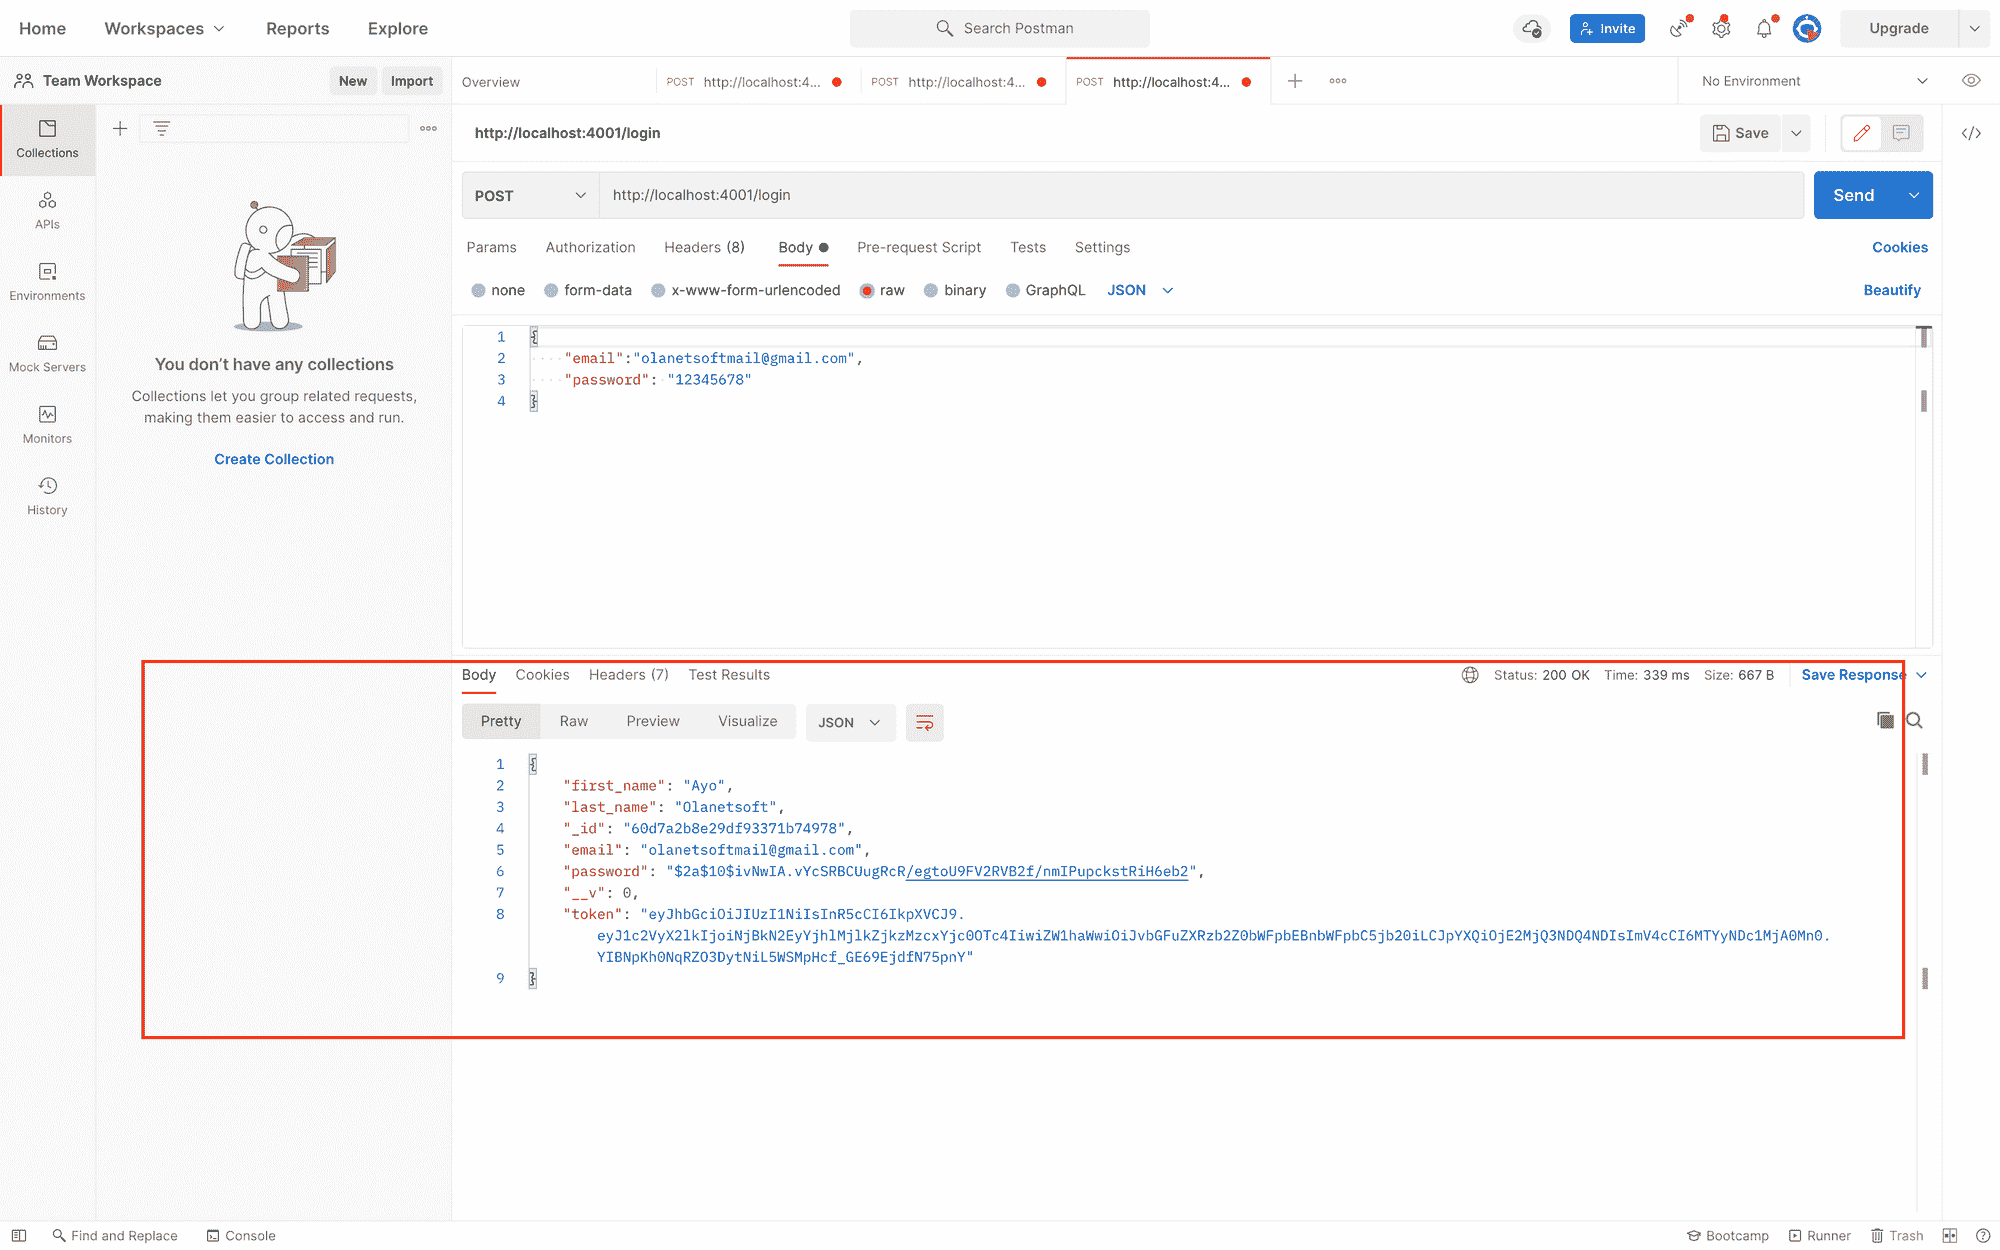 Home Workspaces Reports Explore Search Postman Invite Upgrade
Team Workspace New Import Overview POST http://localhost:4... POST http://localhost:4... POST http://localhost:4... No Environment
Collections
APIs
Environments
Mock Servers
Monitors
History
You don't have any collections
Collections let you group related requests,
making them easier to access and run.
Create Collection
http://localhost:4001/login Save
POST http://localhost:4001/login Send
Params Authorization Headers (8) Body Pre-request Script Tests Settings Cookies
none form-data x-www-form-urlencoded raw binary GraphQL JSON Beautify
1 {
2 "email":"olanetsoftmail@gmail.com",
3 "password": "12345678"
4 }
Body Cookies Headers (7) Test Results Status: 200 OK Time: 339 ms Size: 667 B Save Response
Pretty Raw Preview Visualize JSON
1 {
2 "first_name": "Ayo",
3 "last_name": "Olanetsoft",
4 "_id": "60d7a2b8e29df93371b74978",
5 "email": "olanetsoftmail@gmail.com",
6 "password": "$2a$10$ivNwIA.vYcSRBCUugRcR/egtoU9FV2RVB2f/nmIPupckstRiH6eb2",
7 "__v": 0,
8 "token": "eyJhbGciOiJIUzI1NiIsInR5cCI6IkpXVCJ9.
eyJ1c2VyX2lkIjoiNjBkN2EyYjhlMjlkZjkzMzcxYjc0OTc4IiwiZW1haWwiOiJvbGFuZXRzb2Z0bWFpbEBnbWFpbC5jb20iLCJpYXQiOjE2MjQ3NDQ4NDIsImV4cCI6MTYyNDc1MjA0Mn0.
YIBNpKh0NqRZO3DytNiL5WSMpHcf_GE69EjdfN75pnY"
9 }
Find and Replace Console Bootcamp Runner Trash